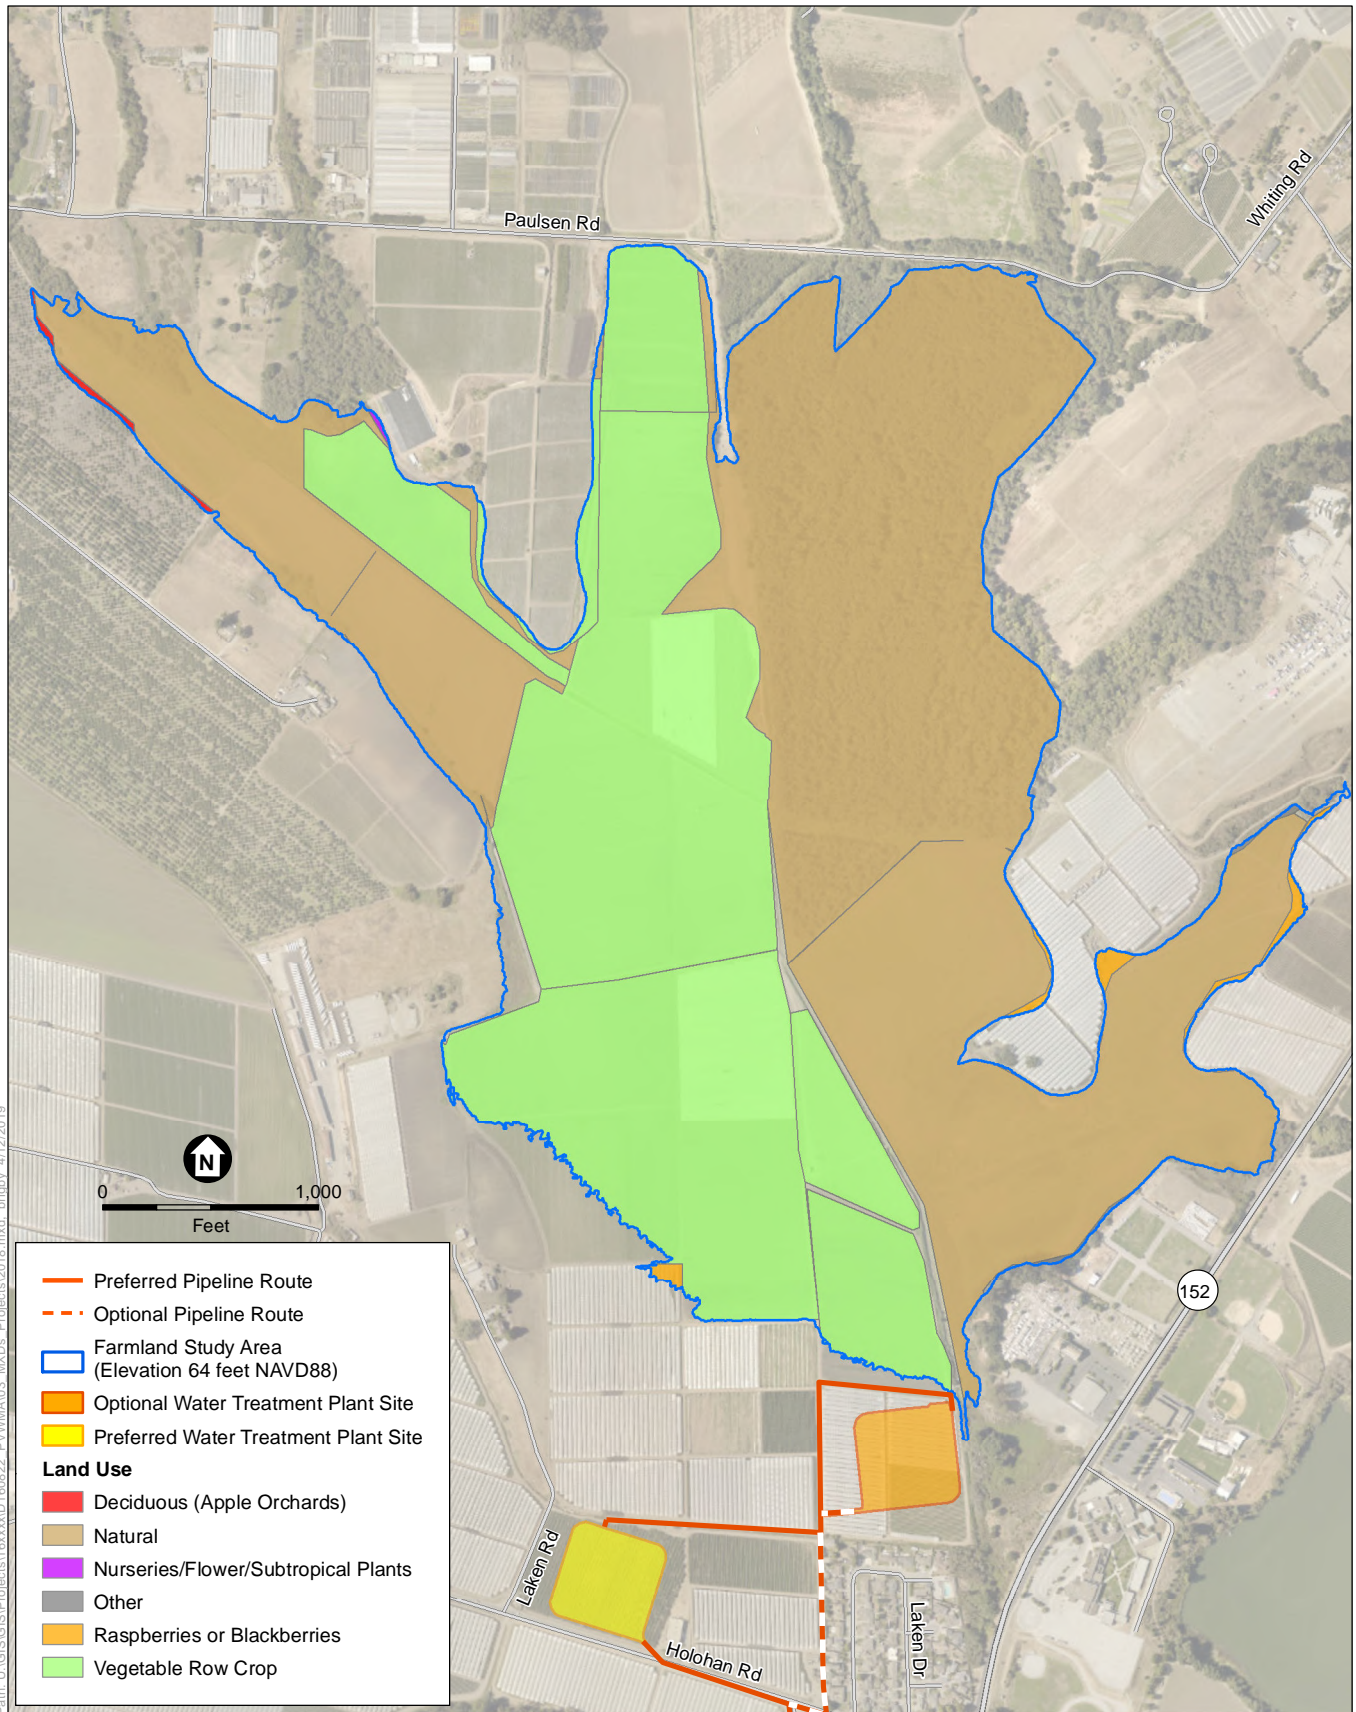 Paulsen Rd
Whiting Rd
152
N
0 1,000
Feet
Preferred Pipeline Route
Optional Pipeline Route
Farmland Study Area
(Elevation 64 feet NAVD88)
Optional Water Treatment Plant Site
Preferred Water Treatment Plant Site
Land Use
Deciduous (Apple Orchards)
Natural
Nurseries/Flower/Subtropical Plants
Other
Raspberries or Blackberries
Vegetable Row Crop
Laken Rd
Holohan Rd
Laken Dr